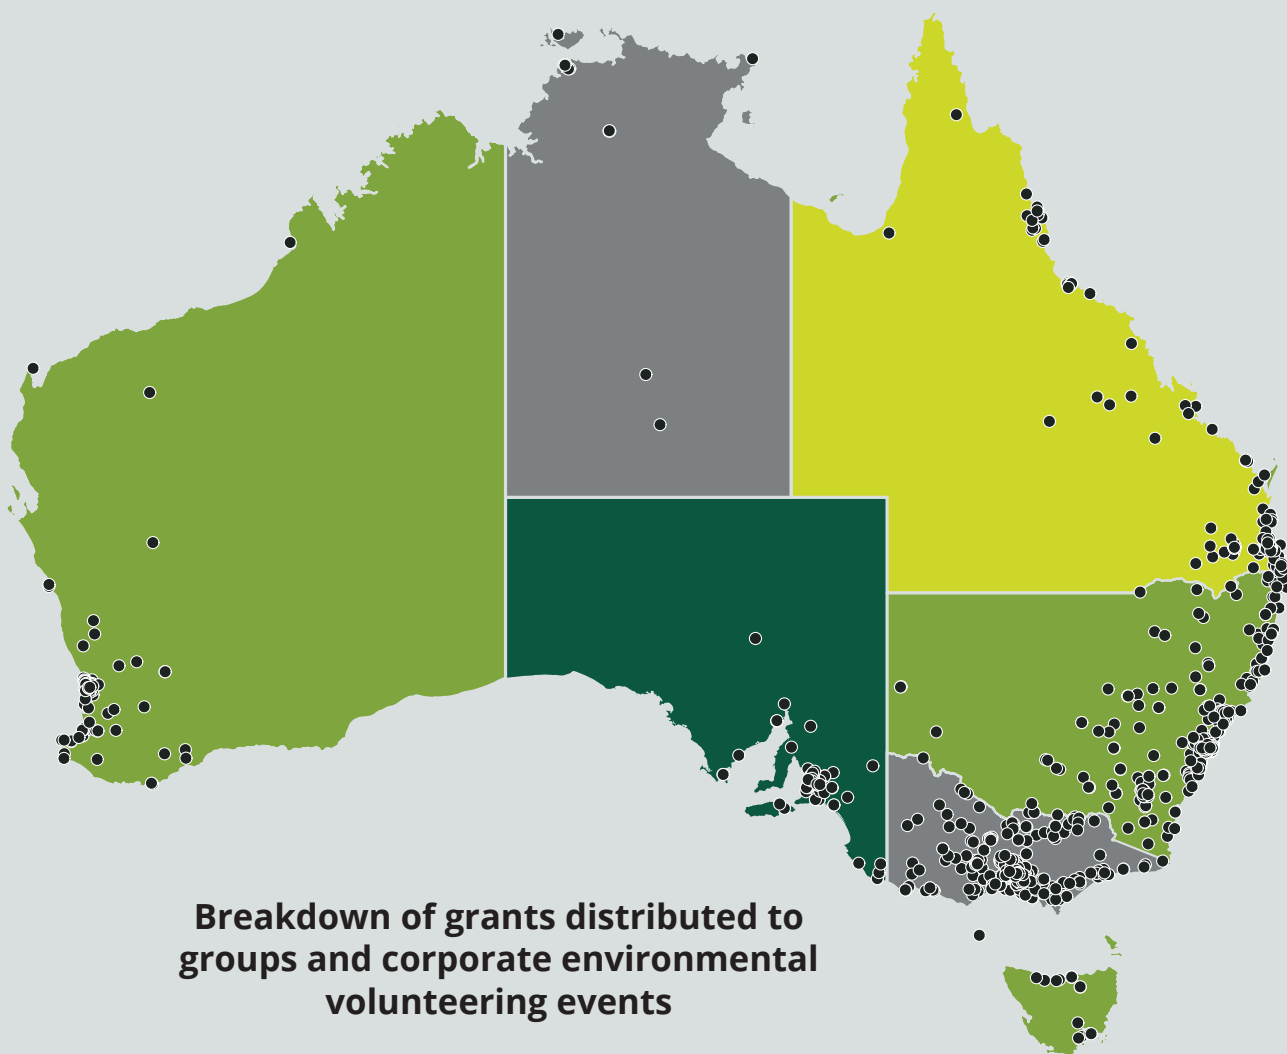 Breakdown of grants distributed to
groups and corporate environmental
volunteering events